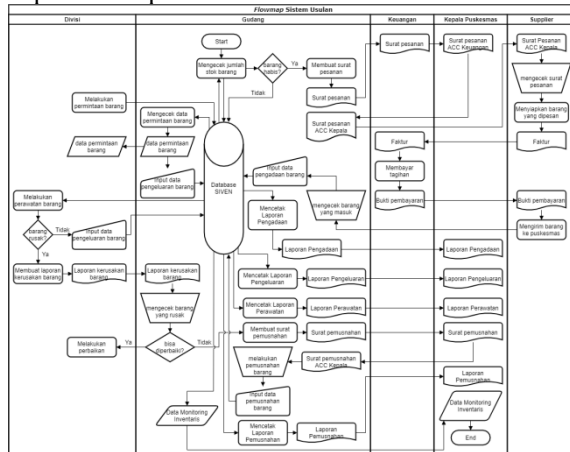 Flowmap Sistem Usulan
Divisi
Gudang
Keuangan
Kepala Puskesmas
Supplier
Start
Mengecek jumlah
stok barang
barang
habis?
Ya
Tidak
Membuat surat
pesanan
Surat pesanan
Surat pesanan
Surat pesanan
ACC Keuangan
Surat Pesanan
ACC Kepala
Surat pesanan
ACC Kepala
mengecek surat
pesanan
Menyiapkan barang
yang dipesan
Faktur
Faktur
Membayar
tagihan
Bukti pembayaran
Bukti pembayaran
Mengirim barang
ke puskesmas
Melakukan
permintaan barang
Mengecek data
permintaan barang
data permintaan
barang
data permintaan
barang
Input data
pengeluaran barang
Database
SIVEN
Input data
pengadaan barang
mengecek barang
yang masuk
Mencetak
Laporan
Pengadaan
Melakukan
perawatan barang
barang
rusak?
Tidak
Ya
Input data
pengeluaran barang
Membuat laporan
kerusakan barang
Laporan kerusakan
barang
Laporan kerusakan
barang
mengecek barang
yang rusak
bisa
diperbaiki?
Ya
Tidak
Melakukan
perbaikan
Laporan Pengadaan
Laporan Pengadaan
Mencetak Laporan
Pengeluaran
Laporan Pengeluaran
Laporan Pengeluaran
Mencetak Laporan
Perawatan
Laporan Perawatan
Laporan Perawatan
Membuat surat
pemusnahan
Surat pemusnahan
Surat pemusnahan
melakukan
pemusnahan
barang
Surat pemusnahan
ACC Kepala
Input data
pemusnahan
barang
Laporan
Pemusnahan
Data Monitoring
Inventaris
Data Monitoring
Inventaris
Mencetak Laporan
Pemusnahan
Laporan
Pemusnahan
End